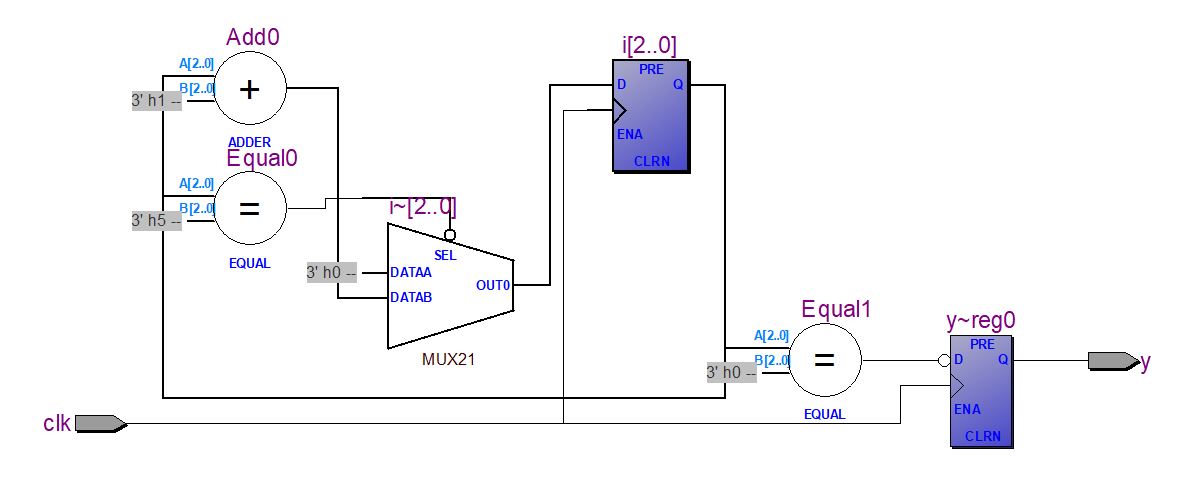 Add0
A[2..0]
B[2..0]
3' h1 --
+
ADDER
Equal0
A[2..0]
B[2..0]
3' h5 --
=
EQUAL
i~[2..0]
SEL
3' h0 --
DATAA
DATAB
OUT0
MUX21
i[2..0]
PRE
D
Q
ENA
CLRN
Equal1
A[2..0]
B[2..0]
3' h0 --
=
EQUAL
y~reg0
PRE
D
Q
ENA
CLRN
y
clk